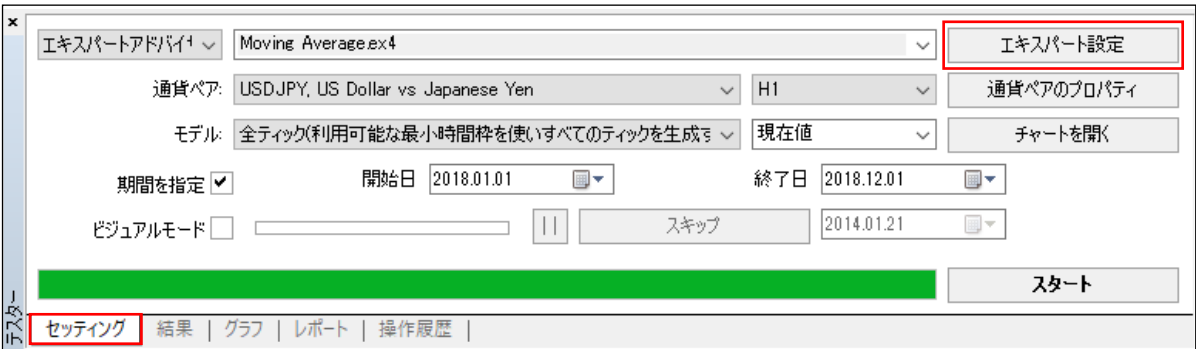 エキスパートアドバイザ Moving Average.ex4 エキスパート設定
通貨ペア: USDJPY, US Dollar vs Japanese Yen H1 通貨ペアのプロパティ
モデル: 全ティック(利用可能な最小時間枠を使いすべてのティックを生成す 現在値 チャートを開く
期間を指定 開始日 2018.01.01 終了日 2018.12.01
ビジュアルモード スキップ 2014.01.21
スタート
テスター
セッティング | 結果 | グラフ | レポート | 操作履歴 |